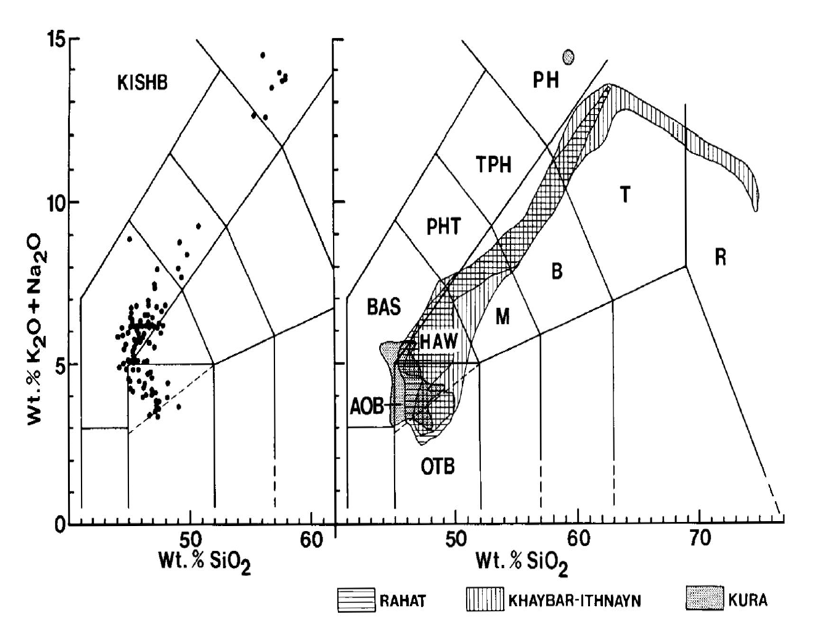 15
KISHB
PH
TPH
10
T
PHT
R
B
BAS
M
HAW
5
AOB
OTB
0
50
60
50
60
70
Wt.% K2O + Na2O
Wt.% SiO2
Wt.% SiO2
RAHAT
KHAYBAR-ITHNAYN
KURA